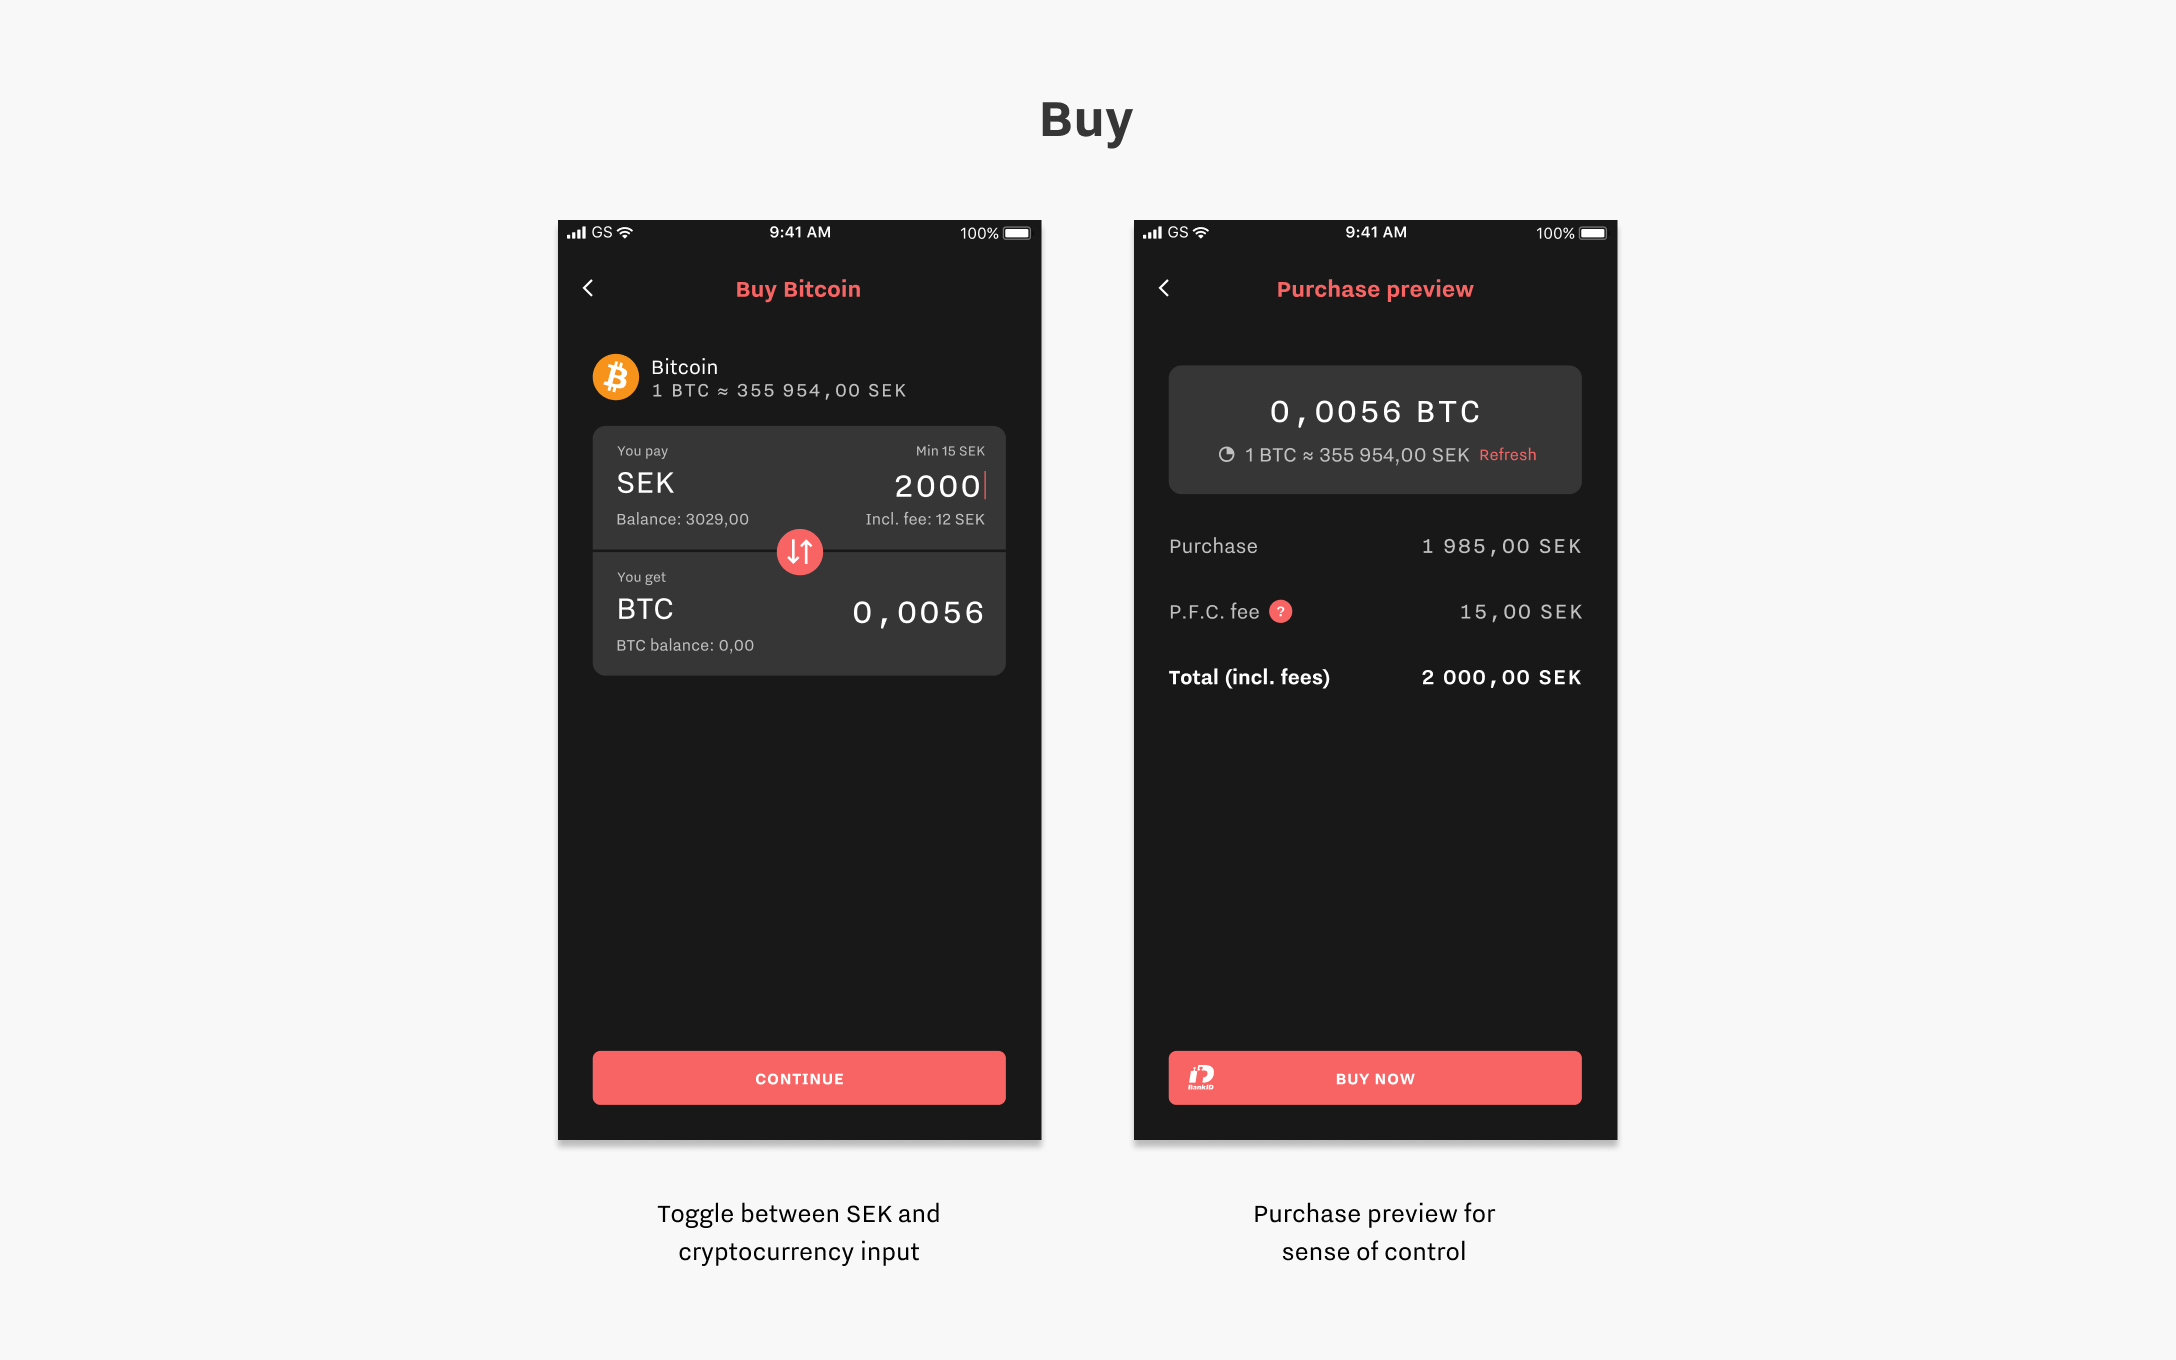 Buy
GS 9:41 AM 100%
Buy Bitcoin
Bitcoin
1 BTC ≈ 355 954,00 SEK
You pay Min 15 SEK
SEK 2000
Balance: 3029,00 Incl. fee: 12 SEK
You get
BTC 0,0056
BTC balance: 0,00
CONTINUE
Toggle between SEK and
cryptocurrency input
GS 9:41 AM 100%
Purchase preview
0,0056 BTC
1 BTC ≈ 355 954,00 SEK Refresh
Purchase 1 985,00 SEK
P.F.C. fee ? 15,00 SEK
Total (incl. fees) 2 000,00 SEK
BankID BUY NOW
Purchase preview for
sense of control